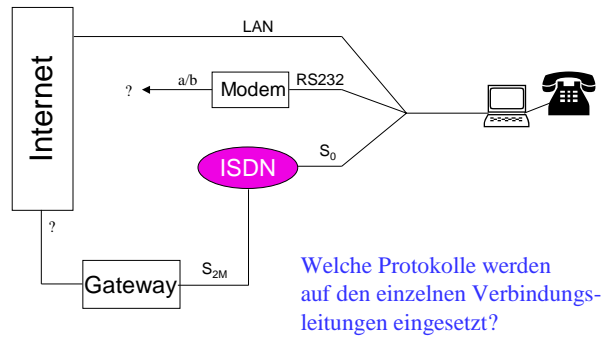 LAN
Internet
? a/b Modem RS232
ISDN S0
?
Gateway S2M
Welche Protokolle werden
auf den einzelnen Verbindungs-
leitungen eingesetzt?